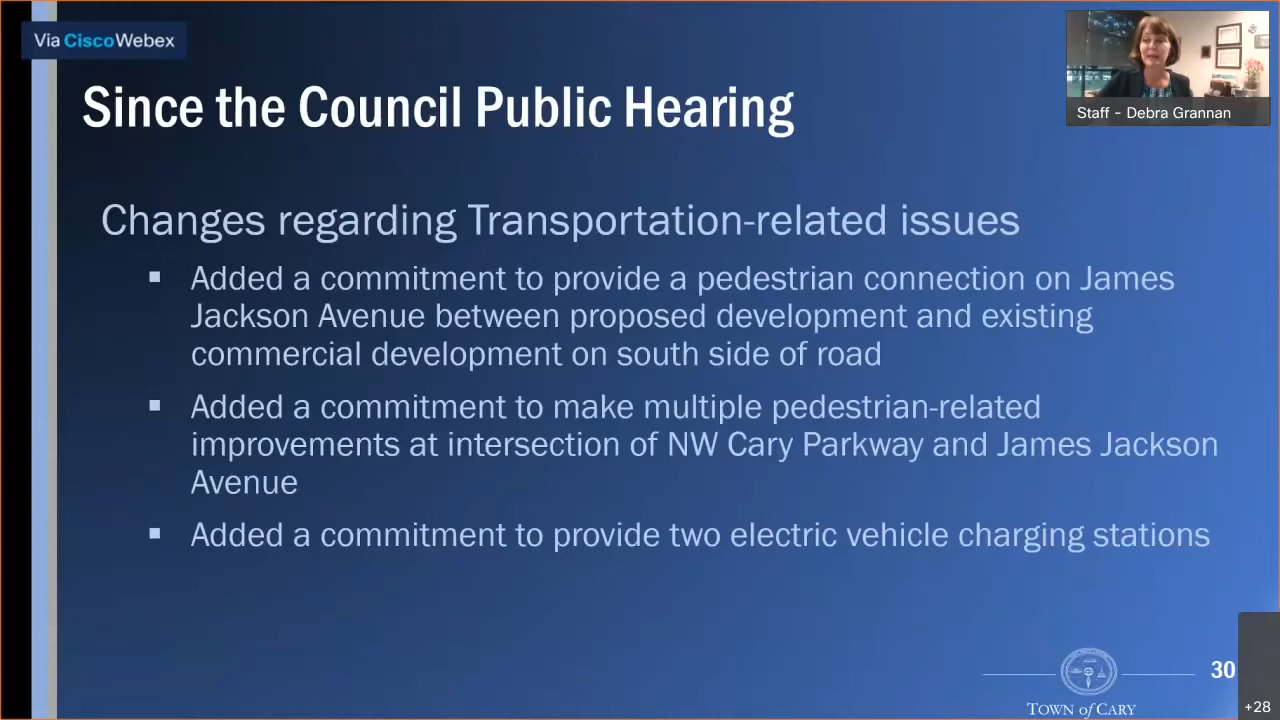 Via Cisco Webex
Staff - Debra Grannan
Since the Council Public Hearing
Changes regarding Transportation-related issues
▪ Added a commitment to provide a pedestrian connection on James
Jackson Avenue between proposed development and existing
commercial development on south side of road
▪ Added a commitment to make multiple pedestrian-related
improvements at intersection of NW Cary Parkway and James Jackson
Avenue
▪ Added a commitment to provide two electric vehicle charging stations
30
TOWN of CARY
+28